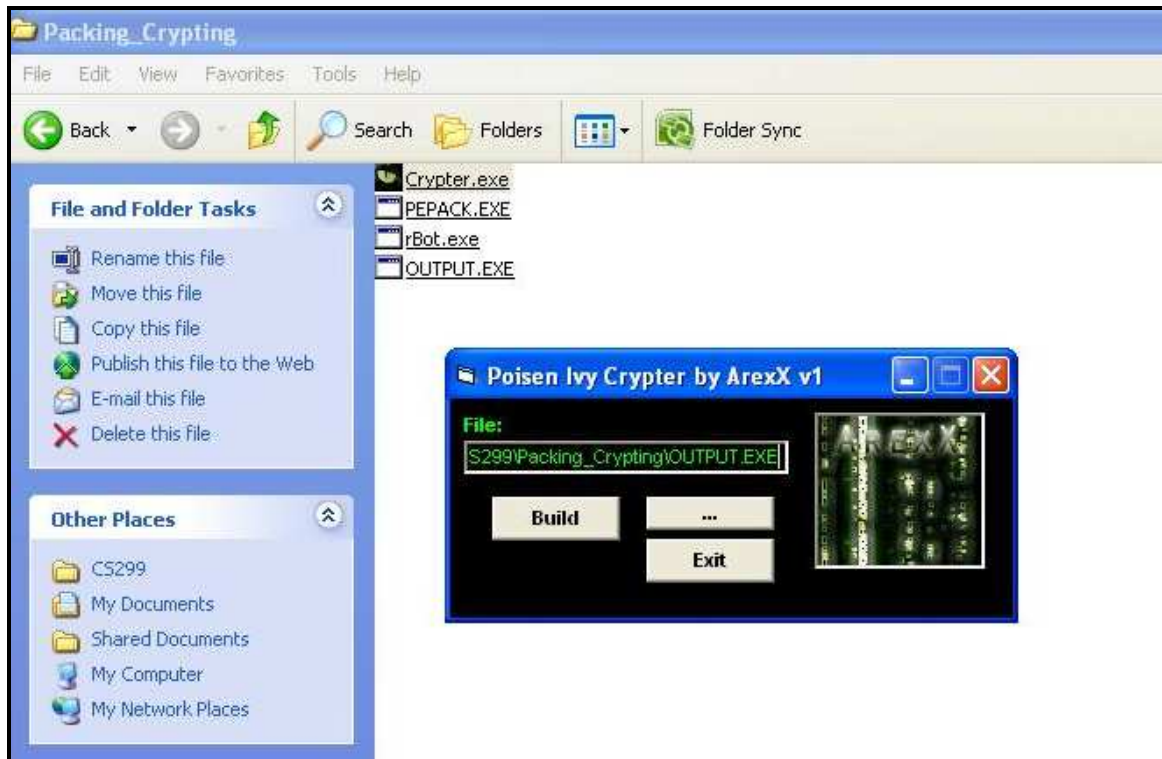 Packing_Crypting
File Edit View Favorites Tools Help
Back Search Folders Folder Sync
File and Folder Tasks
Rename this file
Move this file
Copy this file
Publish this file to the Web
E-mail this file
Delete this file
Other Places
CS299
My Documents
Shared Documents
My Computer
My Network Places
Crypter.exe
PEPACK.EXE
rBot.exe
OUTPUT.EXE
Poisen Ivy Crypter by ArexX v1
File:
S299\Packing_Crypting\OUTPUT.EXE
Build
...
Exit
AREXX